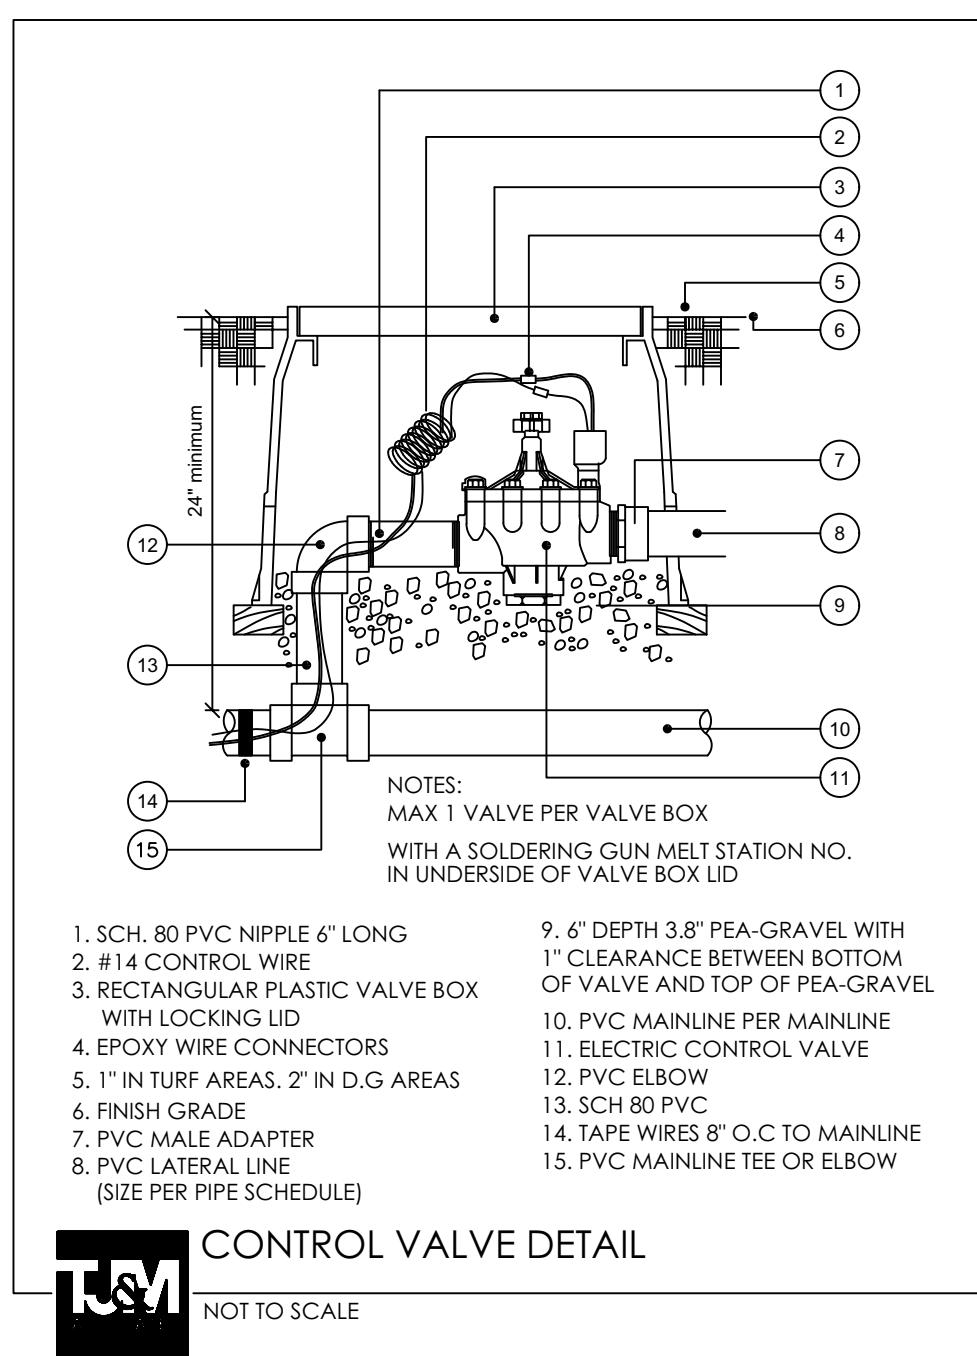 1
2
3
4
5
6
7
8
9
10
11
12
13
14
15
24" minimum
NOTES:
MAX 1 VALVE PER VALVE BOX
WITH A SOLDERING GUN MELT STATION NO.
IN UNDERSIDE OF VALVE BOX LID
1. SCH. 80 PVC NIPPLE 6" LONG
2. #14 CONTROL WIRE
3. RECTANGULAR PLASTIC VALVE BOX
WITH LOCKING LID
4. EPOXY WIRE CONNECTORS
5. 1" IN TURF AREAS. 2" IN D.G AREAS
6. FINISH GRADE
7. PVC MALE ADAPTER
8. PVC LATERAL LINE
(SIZE PER PIPE SCHEDULE)
9. 6" DEPTH 3.8" PEA-GRAVEL WITH
1" CLEARANCE BETWEEN BOTTOM
OF VALVE AND TOP OF PEA-GRAVEL
10. PVC MAINLINE PER MAINLINE
11. ELECTRIC CONTROL VALVE
12. PVC ELBOW
13. SCH 80 PVC
14. TAPE WIRES 8" O.C TO MAINLINE
15. PVC MAINLINE TEE OR ELBOW
CONTROL VALVE DETAIL
TJ&M
NOT TO SCALE